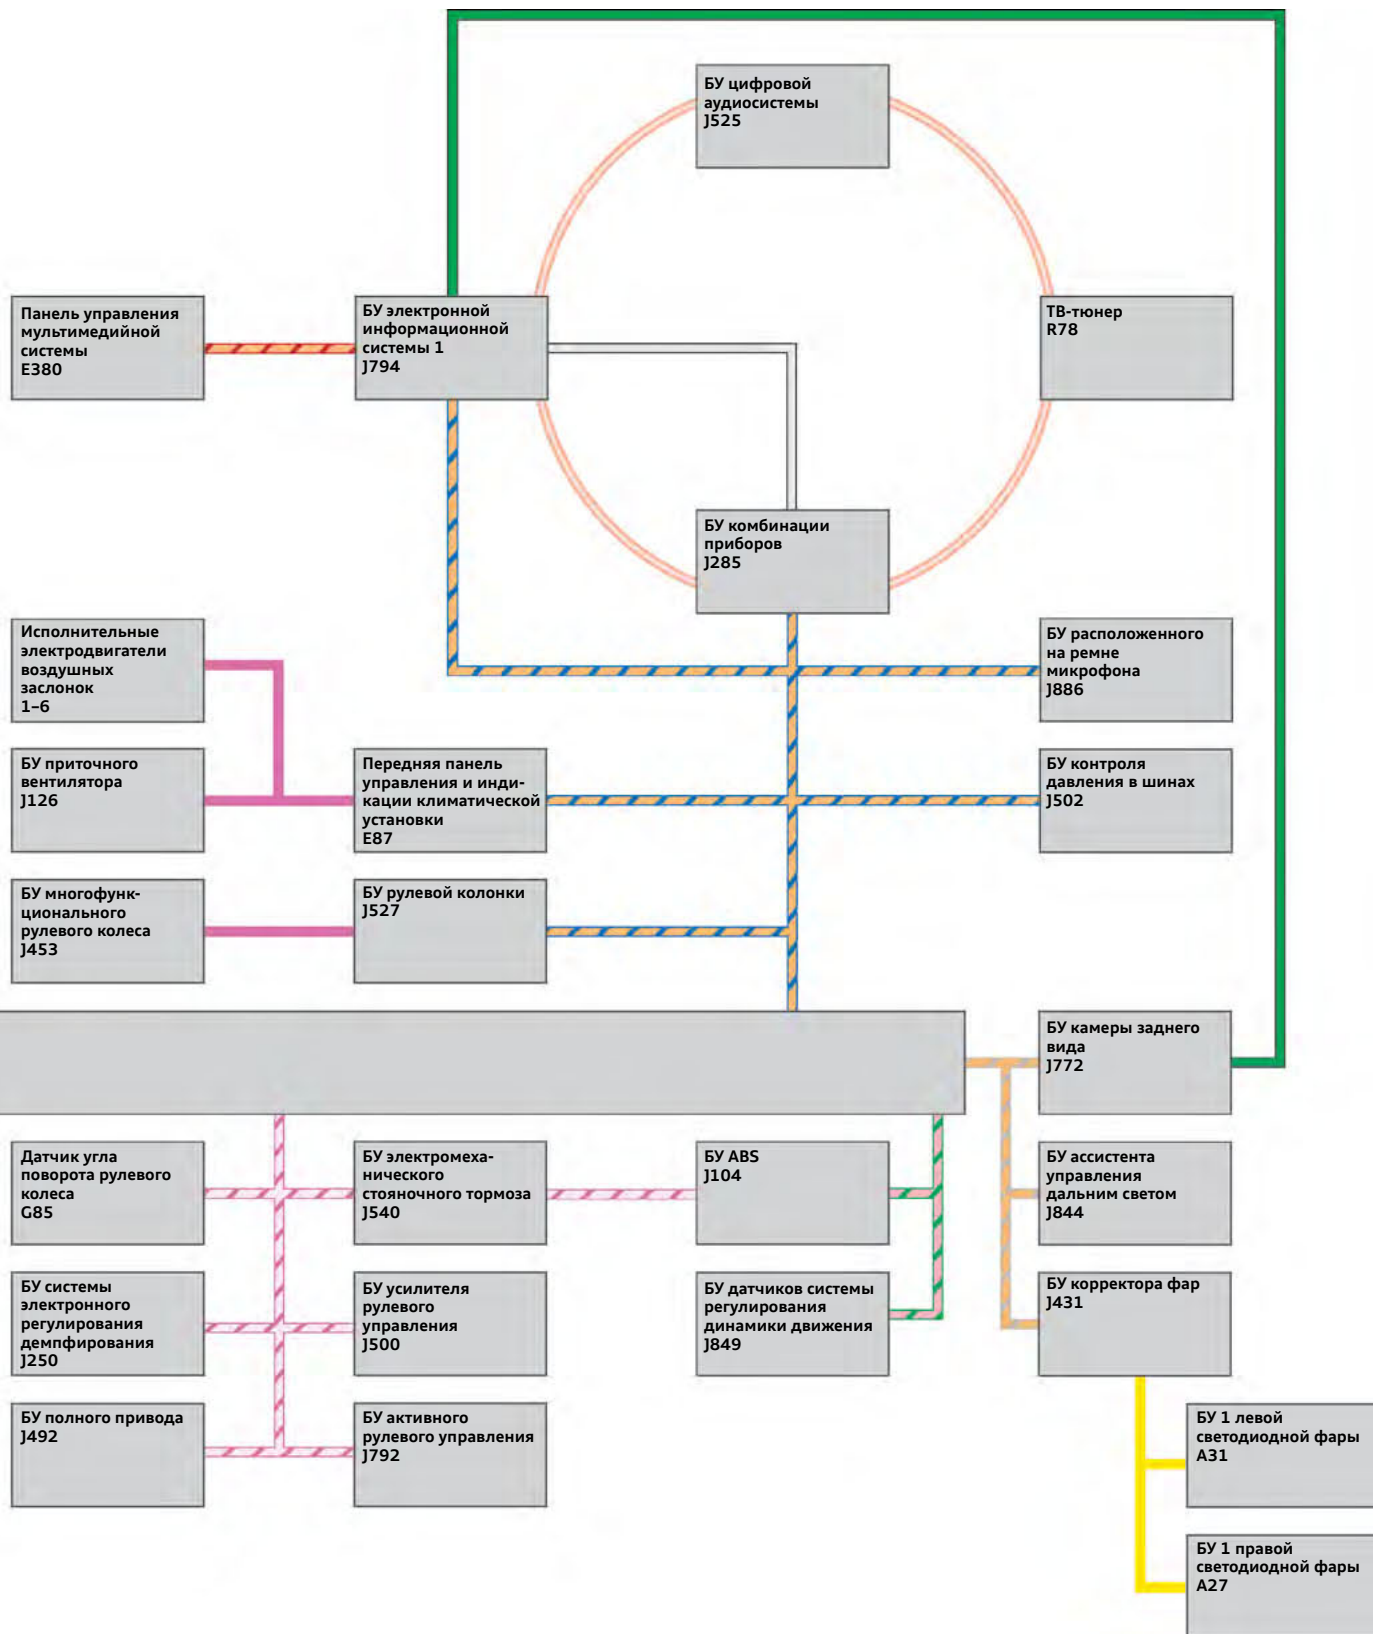 БУ цифровой
аудиосистемы
J525
Панель управления
мультимедийной
системы
E380
БУ электронной
информационной
системы 1
J794
ТВ-тюнер
R78
БУ комбинации
приборов
J285
Исполнительные
электродвигатели
воздушных
заслонок
1–6
БУ расположенного
на ремне
микрофона
J886
БУ приточного
вентилятора
J126
Передняя панель
управления и инди-
кации климатической
установки
E87
БУ контроля
давления в шинах
J502
БУ многофунк-
ционального
рулевого колеса
J453
БУ рулевой колонки
J527
БУ камеры заднего
вида
J772
Датчик угла
поворота рулевого
колеса
G85
БУ электромеха-
нического
стояночного тормоза
J540
БУ ABS
J104
БУ ассистента
управления
дальним светом
J844
БУ системы
электронного
регулирования
демпфирования
J250
БУ усилителя
рулевого
управления
J500
БУ датчиков системы
регулирования
динамики движения
J849
БУ корректора фар
J431
БУ полного привода
J492
БУ активного
рулевого управления
J792
БУ 1 левой
светодиодной фары
A31
БУ 1 правой
светодиодной фары
A27